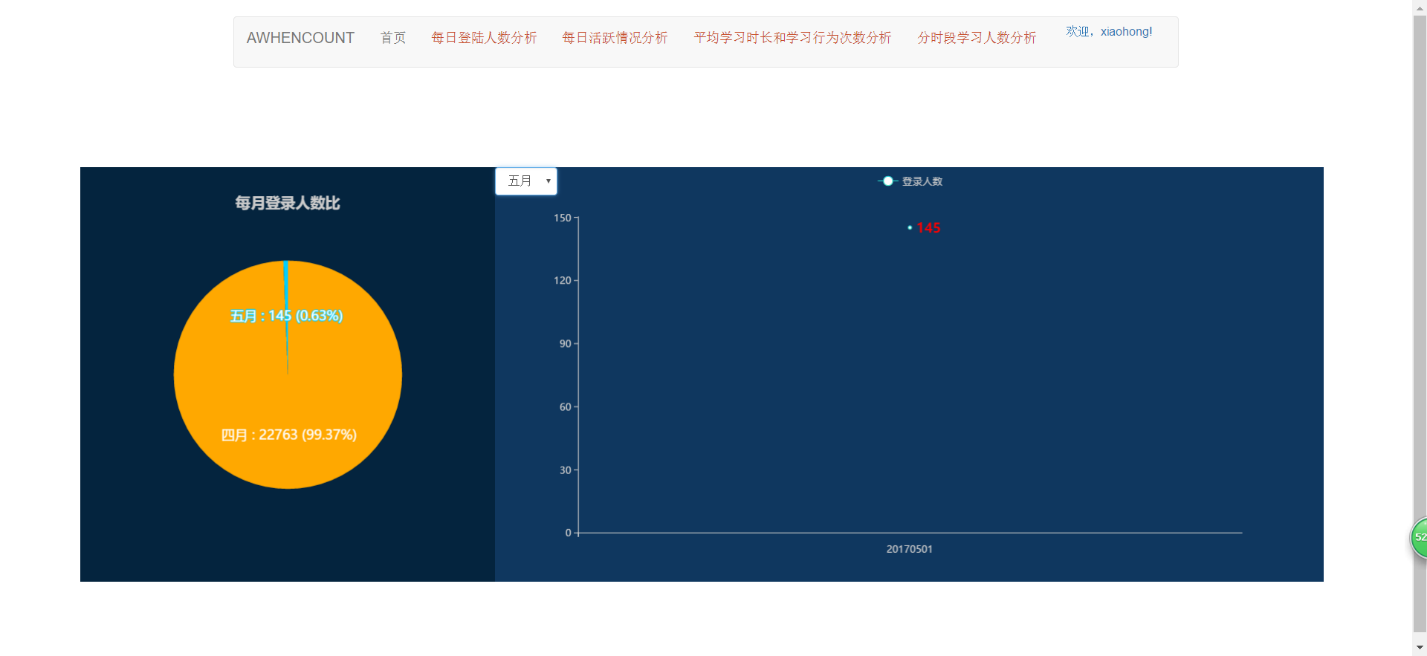 AWHENCOUNT 首页 每日登陆人数分析 每日活跃情况分析 平均学习时长和学习行为次数分析 分时段学习人数分析 欢迎，xiaohong!
每月登录人数比
五月 : 145 (0.63%)
四月 : 22763 (99.37%)
五月
登录人数
150
145
120
90
60
30
0
20170501
52